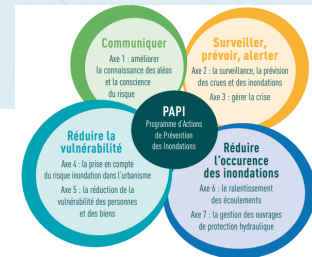 Communiquer
Axe 1 : améliorer
la connaissance des aléas
et la conscience
du risque
Surveiller,
prévoir, alerter
Axe 2 : la surveillance, la prévision
des crues et des inondations
Axe 3 : gérer la crise
PAPI
Programme d'Actions
de Prévention
des Inondations
Réduire la
vulnérabilité
Axe 4 : la prise en compte
du risque inondation dans l'urbanisme
Axe 5 : la réduction de la
vulnérabilité des personnes
et des biens
Réduire
l'occurence
des inondations
Axe 6 : le ralentissement
des écoulements
Axe 7 : la gestion des ouvrages
de protection hydraulique